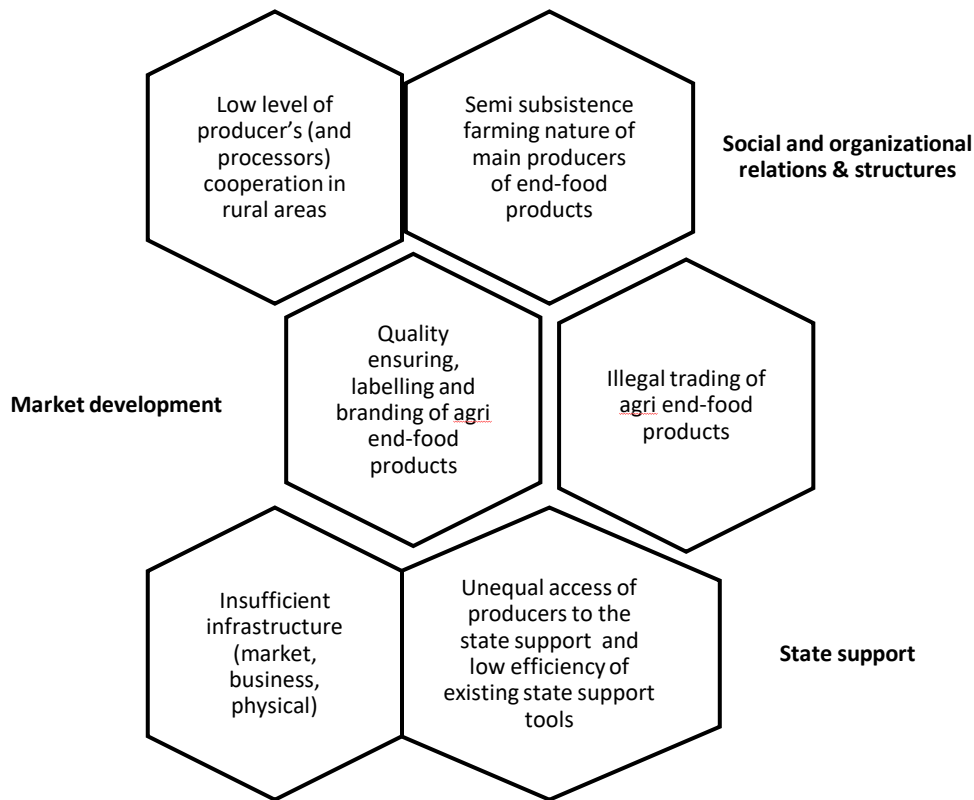 Low level of
producer’s (and
processors)
cooperation in
rural areas
Semi subsistence
farming nature of
main producers
of end-food
products
Social and organizational
relations & structures
Market development
Quality
ensuring,
labelling and
branding of agri
end-food
products
Illegal trading of
agri end-food
products
Insufficient
infrastructure
(market,
business,
physical)
Unequal access of
producers to the
state support and
low efficiency of
existing state support
tools
State support